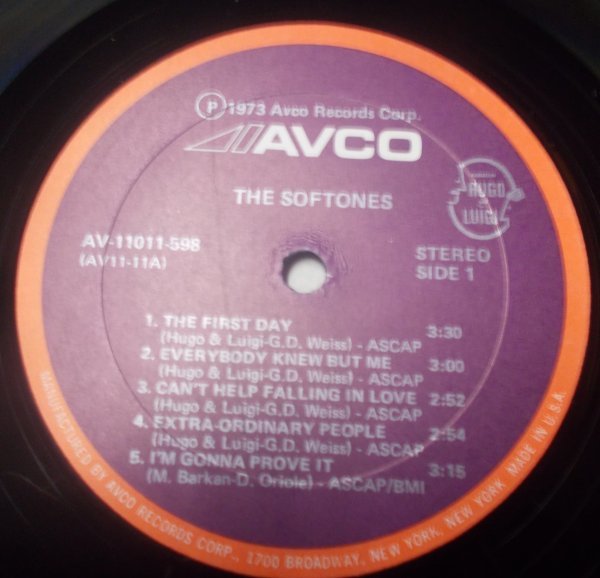 Ⓟ 1973 Avco Records Corp.
AVCO
THE SOFTONES
HUGO
LUIGI
AV-11011-598
(AV11-11A)
STEREO
SIDE 1
1. THE FIRST DAY 3:30
(Hugo & Luigi-G.D. Weiss) - ASCAP
2. EVERYBODY KNEW BUT ME 3:00
(Hugo & Luigi-G.D. Weiss) - ASCAP
3. CAN'T HELP FALLING IN LOVE 2:52
(Hugo & Luigi-G.D. Weiss) - ASCAP
4. EXTRA-ORDINARY PEOPLE 2:54
(Hugo & Luigi-G.D. Weiss) - ASCAP
5. I'M GONNA PROVE IT 3:15
(M. Barkan-D. Oriole) - ASCAP/BMI
MANUFACTURED BY AVCO RECORDS CORP., 1700 BROADWAY, NEW YORK, NEW YORK. MADE IN U.S.A.